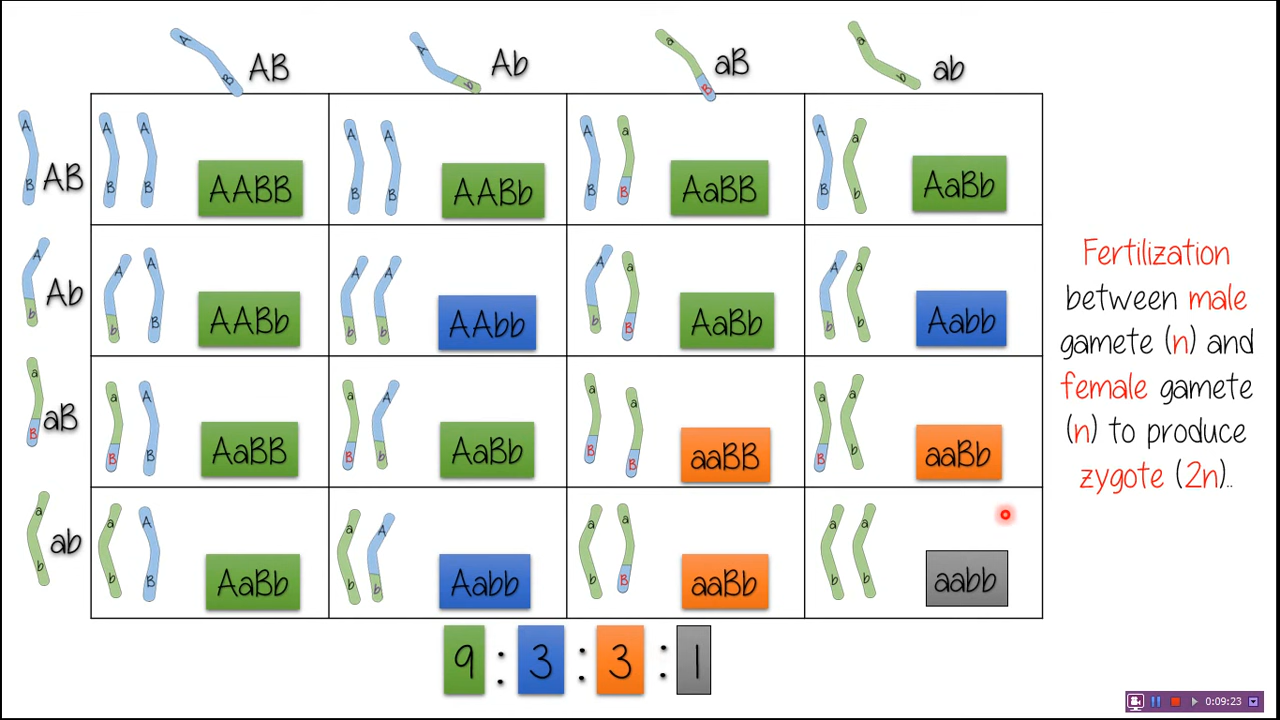 A B AB
A b Ab
a B aB
a b ab
A B AB
A B A B AABB
A B A B AABb
A B a B AaBB
A B a b AaBb
A b Ab
A b A B AABb
A b A b AAbb
A b a B AaBb
A b a b Aabb
a B aB
a B A B AaBB
a B A b AaBb
a B a B aaBB
a B a b aaBb
a b ab
a b A B AaBb
a b A b Aabb
a b a B aaBb
a b a b aabb
9 : 3 : 3 : 1
Fertilization
between male
gamete (n) and
female gamete
(n) to produce
zygote (2n)..
0:09:23